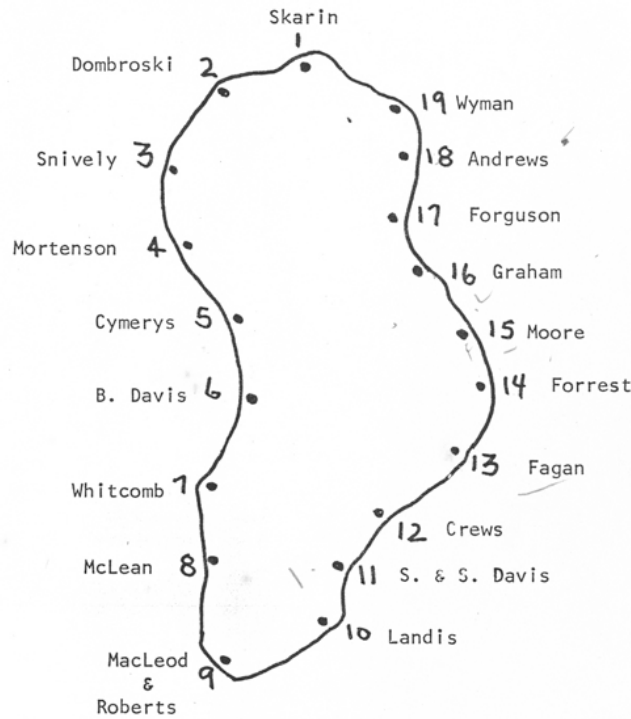 Skarin
1
Dombroski 2
19 Wyman
Snively 3
18 Andrews
17 Forguson
Mortenson 4
16 Graham
Cymerys 5
15 Moore
B. Davis 6
14 Forrest
13 Fagan
Whitcomb 7
12 Crews
McLean 8
11 S. & S. Davis
10 Landis
MacLeod
&
Roberts
9